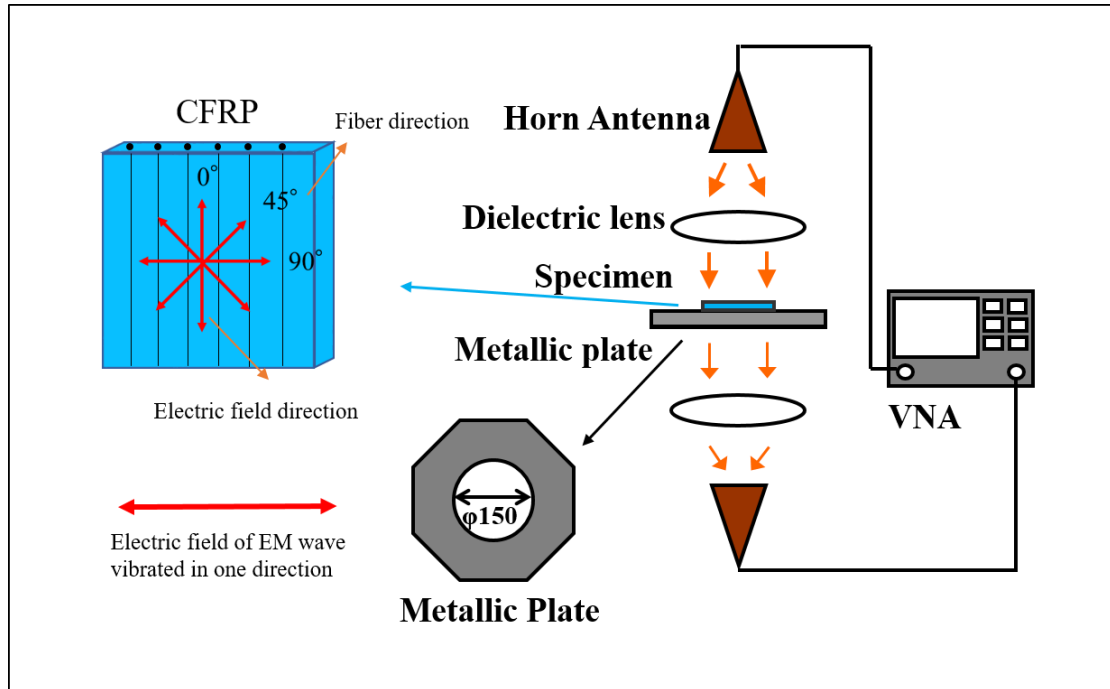 CFRP
Fiber direction
0°
45°
90°
Electric field direction
Electric field of EM wave
vibrated in one direction
Horn Antenna
Dielectric lens
Specimen
Metallic plate
VNA
φ150
Metallic Plate